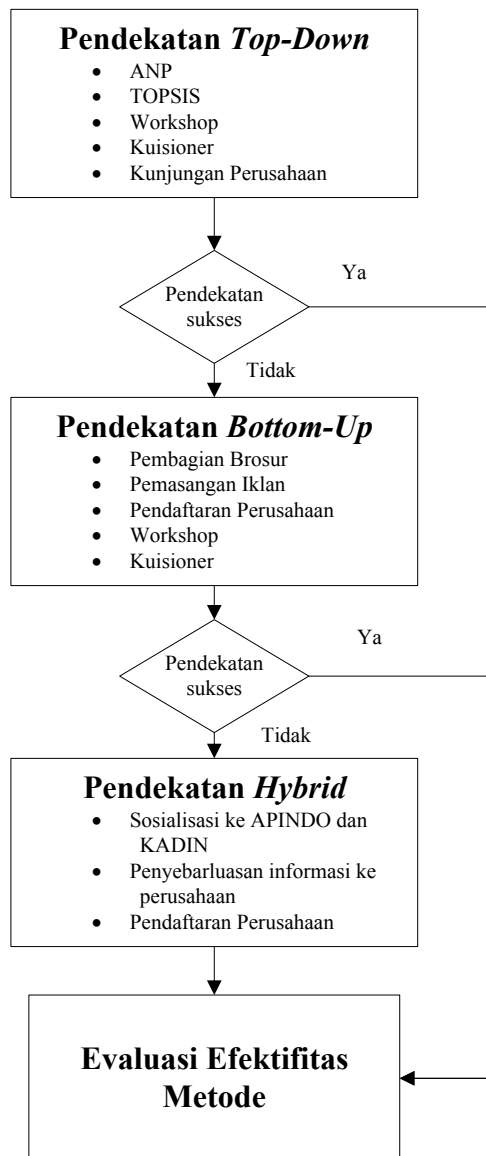 Pendekatan Top-Down
• ANP
• TOPSIS
• Workshop
• Kuisioner
• Kunjungan Perusahaan
Ya
Pendekatan
sukses
Tidak
Pendekatan Bottom-Up
• Pembagian Brosur
• Pemasangan Iklan
• Pendaftaran Perusahaan
• Workshop
• Kuisioner
Ya
Pendekatan
sukses
Tidak
Pendekatan Hybrid
• Sosialisasi ke APINDO dan
KADIN
• Penyebarluasan informasi ke
perusahaan
• Pendaftaran Perusahaan
Evaluasi Efektifitas
Metode